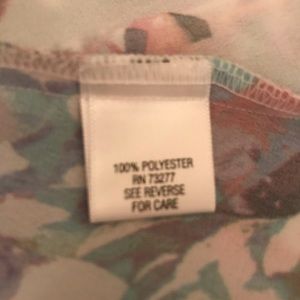 100% POLYESTER
RN 73277
SEE REVERSE
FOR CARE